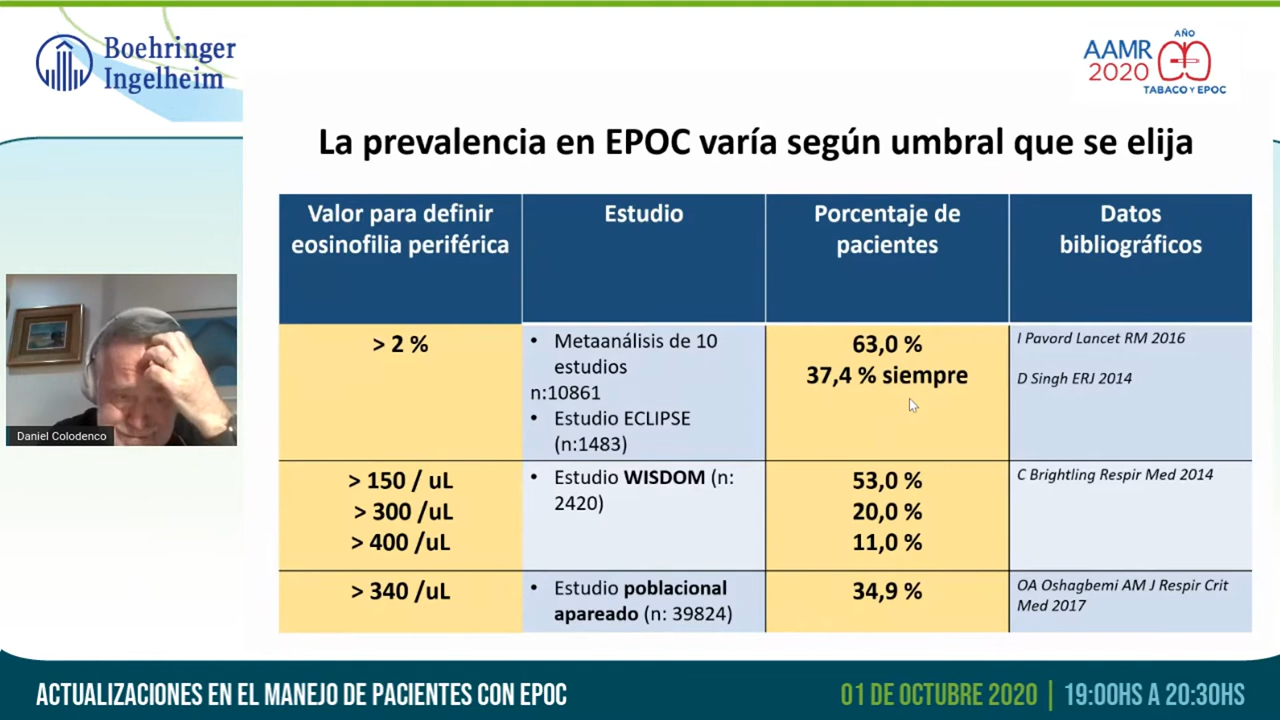 Boehringer
Ingelheim
AÑO
AAMR
2020
TABACO Y EPOC
La prevalencia en EPOC varía según umbral que se elija
Valor para definir
eosinofilia periférica
Estudio
Porcentaje de
pacientes
Datos
bibliográficos
> 2 %
• Metaanálisis de 10
estudios
n:10861
• Estudio ECLIPSE
(n:1483)
63,0 %
37,4 % siempre
I Pavord Lancet RM 2016
D Singh ERJ 2014
> 150 / uL
> 300 /uL
> 400 /uL
• Estudio WISDOM (n:
2420)
53,0 %
20,0 %
11,0 %
C Brightling Respir Med 2014
> 340 /uL
• Estudio poblacional
apareado (n: 39824)
34,9 %
OA Oshagbemi AM J Respir Crit
Med 2017
Daniel Colodenco
ACTUALIZACIONES EN EL MANEJO DE PACIENTES CON EPOC
01 DE OCTUBRE 2020 | 19:00HS A 20:30HS